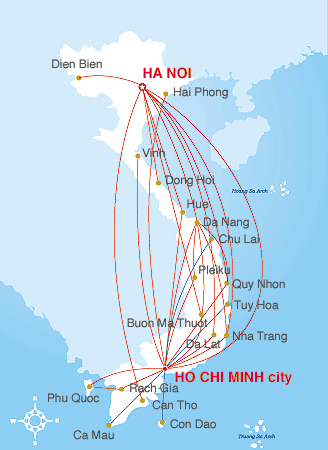 Dien Bien
HA NOI
Hai Phong
Vinh
Dong Hoi
Hoang Sa Arch
Hue
Da Nang
Chu Lai
Pleiku
Quy Nhon
Tuy Hoa
Buon Ma Thuot
Da Lat
Nha Trang
HO CHI MINH city
Phu Quoc
Rach Gia
Can Tho
Ca Mau
Con Dao
Truong Sa Arch